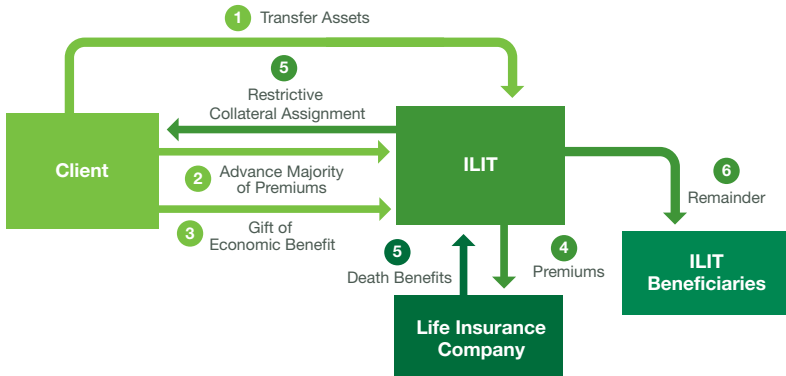 1 Transfer Assets
5
Restrictive
Collateral Assignment
Client
ILIT
2 Advance Majority
of Premiums
3 Gift of
Economic Benefit
6
Remainder
5
Death Benefits
4
Premiums
ILIT
Beneficiaries
Life Insurance
Company